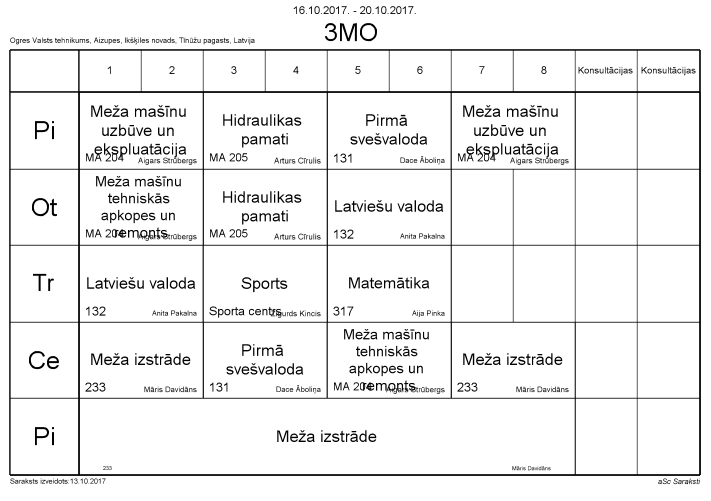 16.10.2017. - 20.10.2017.
3MO
Ogres Valsts tehnikums, Aizupes, Ikšķiles novads, Tīnūžu pagasts, Latvija
1 2 3 4 5 6 7 8 Konsultācijas Konsultācijas
Pi
Meža mašīnu
uzbūve un
ekspluatācija
MA 204 Aigars Strūbergs
Hidraulikas
pamati
MA 205 Arturs Cīrulis
Pirmā
svešvaloda
131 Dace Āboliņa
Meža mašīnu
uzbūve un
ekspluatācija
MA 204 Aigars Strūbergs
Ot
Meža mašīnu
tehniskās
apkopes un
remonts
MA 204 Aigars Strūbergs
Hidraulikas
pamati
MA 205 Arturs Cīrulis
Latviešu valoda
132 Anita Pakalna
Tr
Latviešu valoda
132 Anita Pakalna
Sports
Sporta centrs Zigurds Kincis
Matemātika
317 Aija Pinka
Ce
Meža izstrāde
233 Māris Davidāns
Pirmā
svešvaloda
131 Dace Āboliņa
Meža mašīnu
tehniskās
apkopes un
remonts
MA 204 Aigars Strūbergs
Meža izstrāde
233 Māris Davidāns
Pi
Meža izstrāde
233 Māris Davidāns
Saraksts izveidots:13.10.2017 aSc Saraksti